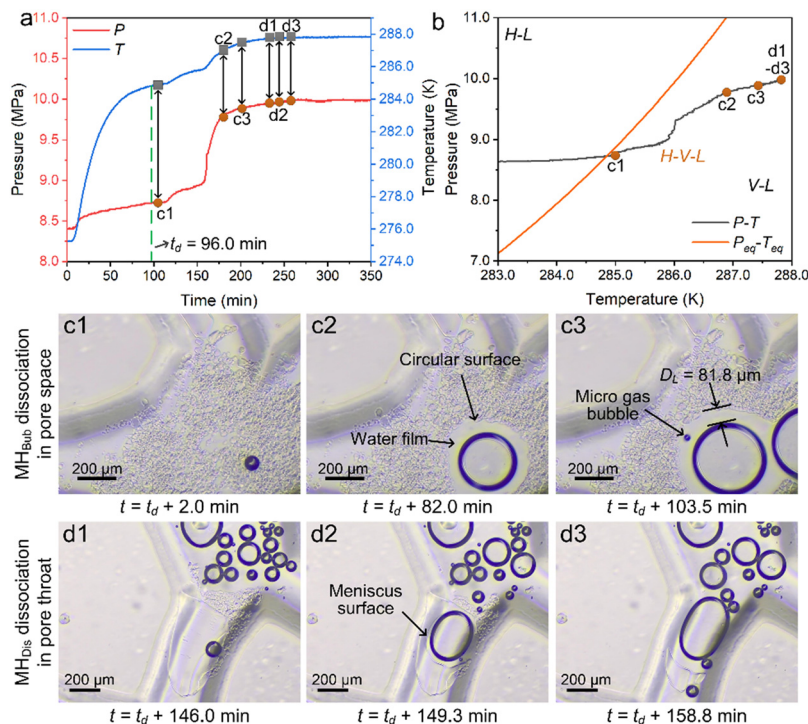 a
P
T
c2
d1 d3
c3
d2
c1
t_d = 96.0 min
Pressure (MPa)
11.0
10.5
10.0
9.5
9.0
8.5
8.0
Temperature (K)
288.0
286.0
284.0
282.0
280.0
278.0
276.0
274.0
0 50 100 150 200 250 300 350
Time (min)
b
H-L
d1
-d3
c2
c3
H-V-L
c1
V-L
P-T
P_eq-T_eq
Pressure (MPa)
11.0
10.0
9.0
8.0
7.0
283.0 284.0 285.0 286.0 287.0 288.0
Temperature (K)
MH_Bub dissociation
in pore space
c1
200 μm
t = t_d + 2.0 min
c2
Circular surface
Water film
200 μm
t = t_d + 82.0 min
c3
D_L = 81.8 μm
Micro gas
bubble
200 μm
t = t_d + 103.5 min
MH_Dis dissociation
in pore throat
d1
200 μm
t = t_d + 146.0 min
d2
Meniscus
surface
200 μm
t = t_d + 149.3 min
d3
200 μm
t = t_d + 158.8 min